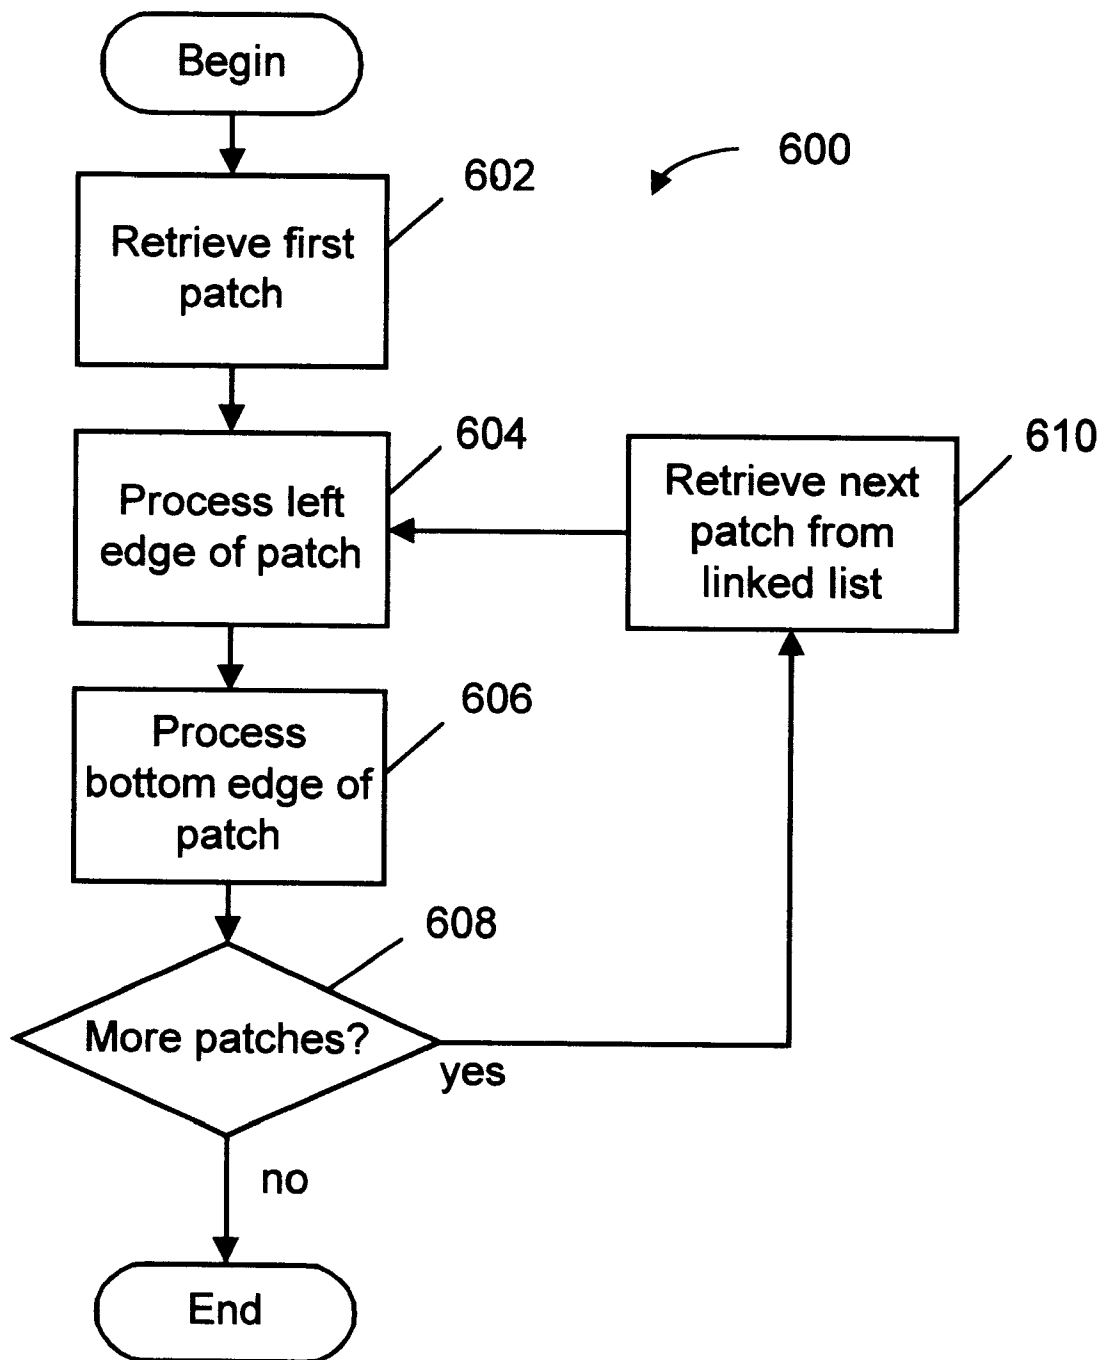 Begin
600
602
Retrieve first
patch
604
Process left
edge of patch
610
Retrieve next
patch from
linked list
606
Process
bottom edge of
patch
608
More patches?
yes
no
End